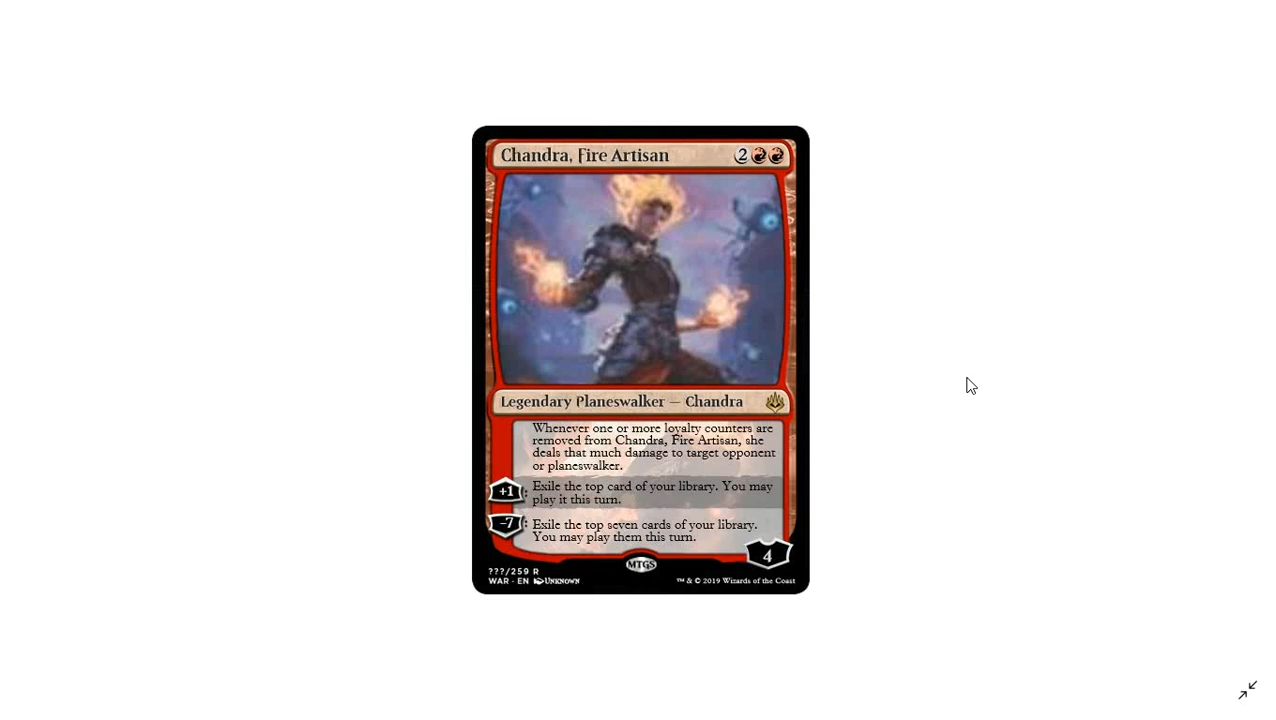 Chandra, Fire Artisan 2
Legendary Planeswalker — Chandra
Whenever one or more loyalty counters are
removed from Chandra, Fire Artisan, she
deals that much damage to target opponent
or planeswalker.
+1: Exile the top card of your library. You may
play it this turn.
-7: Exile the top seven cards of your library.
You may play them this turn.
4
MTGS
???/259 R
WAR · EN Unknown
™ & © 2019 Wizards of the Coast